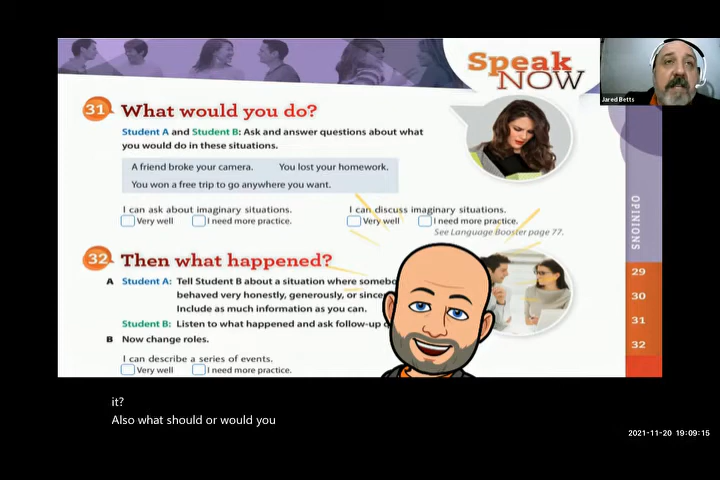 Speak
NOW
Jared Betts
31 What would you do?
Student A and Student B: Ask and answer questions about what
you would do in these situations.
A friend broke your camera. You lost your homework.
You won a free trip to go anywhere you want.
I can ask about imaginary situations. I can discuss imaginary situations.
Very well I need more practice. Very well I need more practice.
See Language Booster page 77.
OPINIONS
32 Then what happened?
A Student A: Tell Student B about a situation where
behaved very honestly, generously, or
Include as much information as you can.
Student B: Listen to what happened and ask follow-up
B Now change roles.
I can describe a series of events.
Very well I need more practice.
29
30
31
32
it?
Also what should or would you
2021-11-20 19:09:15